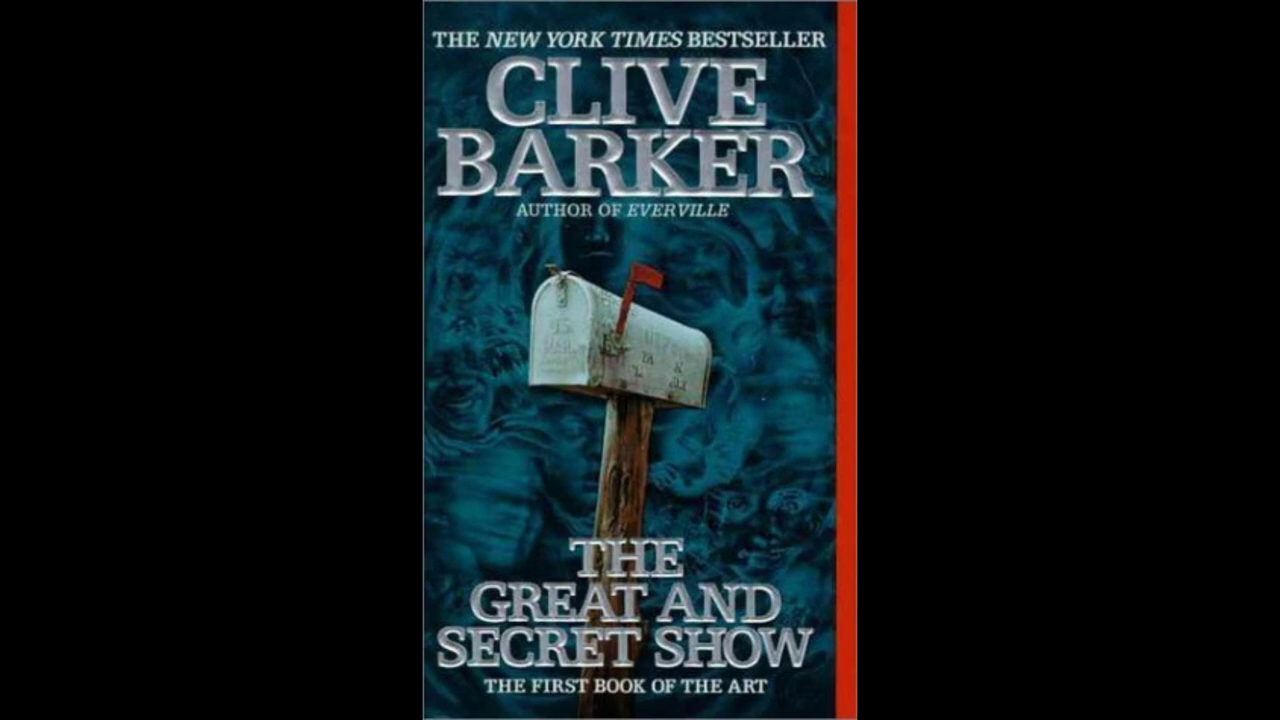 THE NEW YORK TIMES BESTSELLER
CLIVE
BARKER
AUTHOR OF EVERVILLE
THE
GREAT AND
SECRET SHOW
THE FIRST BOOK OF THE ART